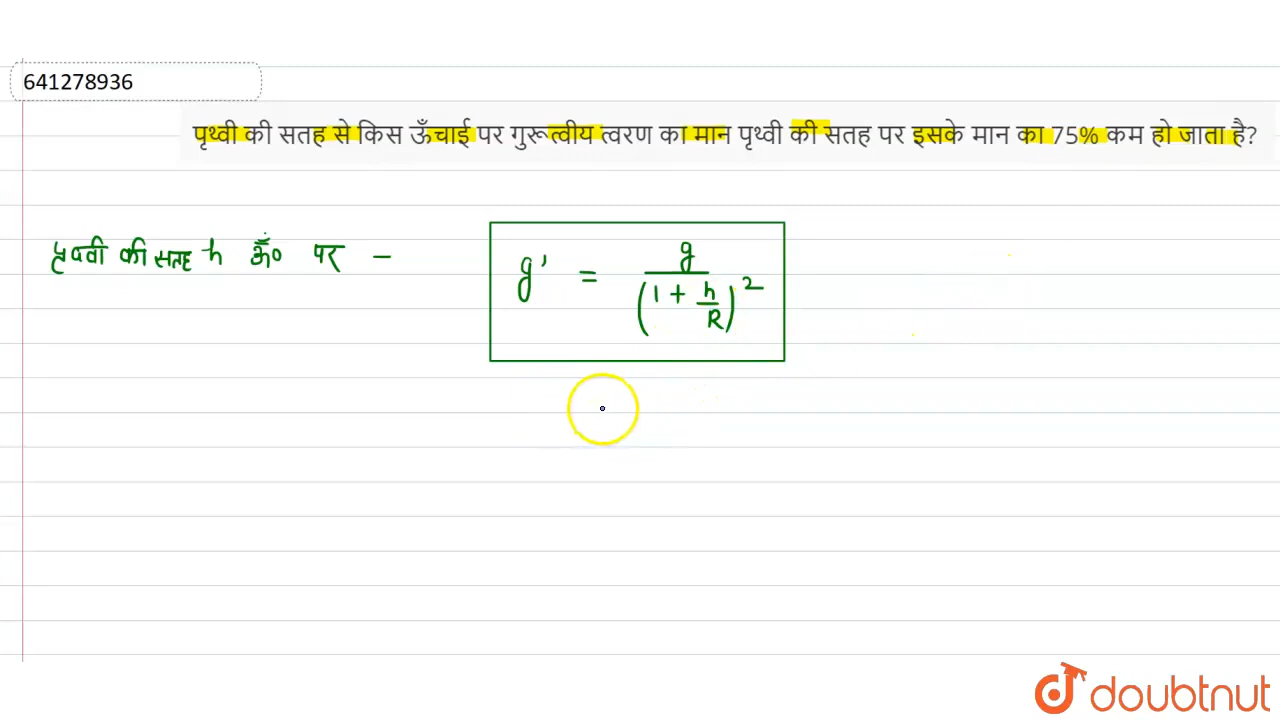 641278936
पृथ्वी की सतह से किस ऊँचाई पर गुरूत्वीय त्वरण का मान पृथ्वी की सतह पर इसके मान का 75% कम हो जाता है?
पृथ्वी की सतह h ऊँ० पर -
g' = g / (1 + h/R)^2
doubtnut